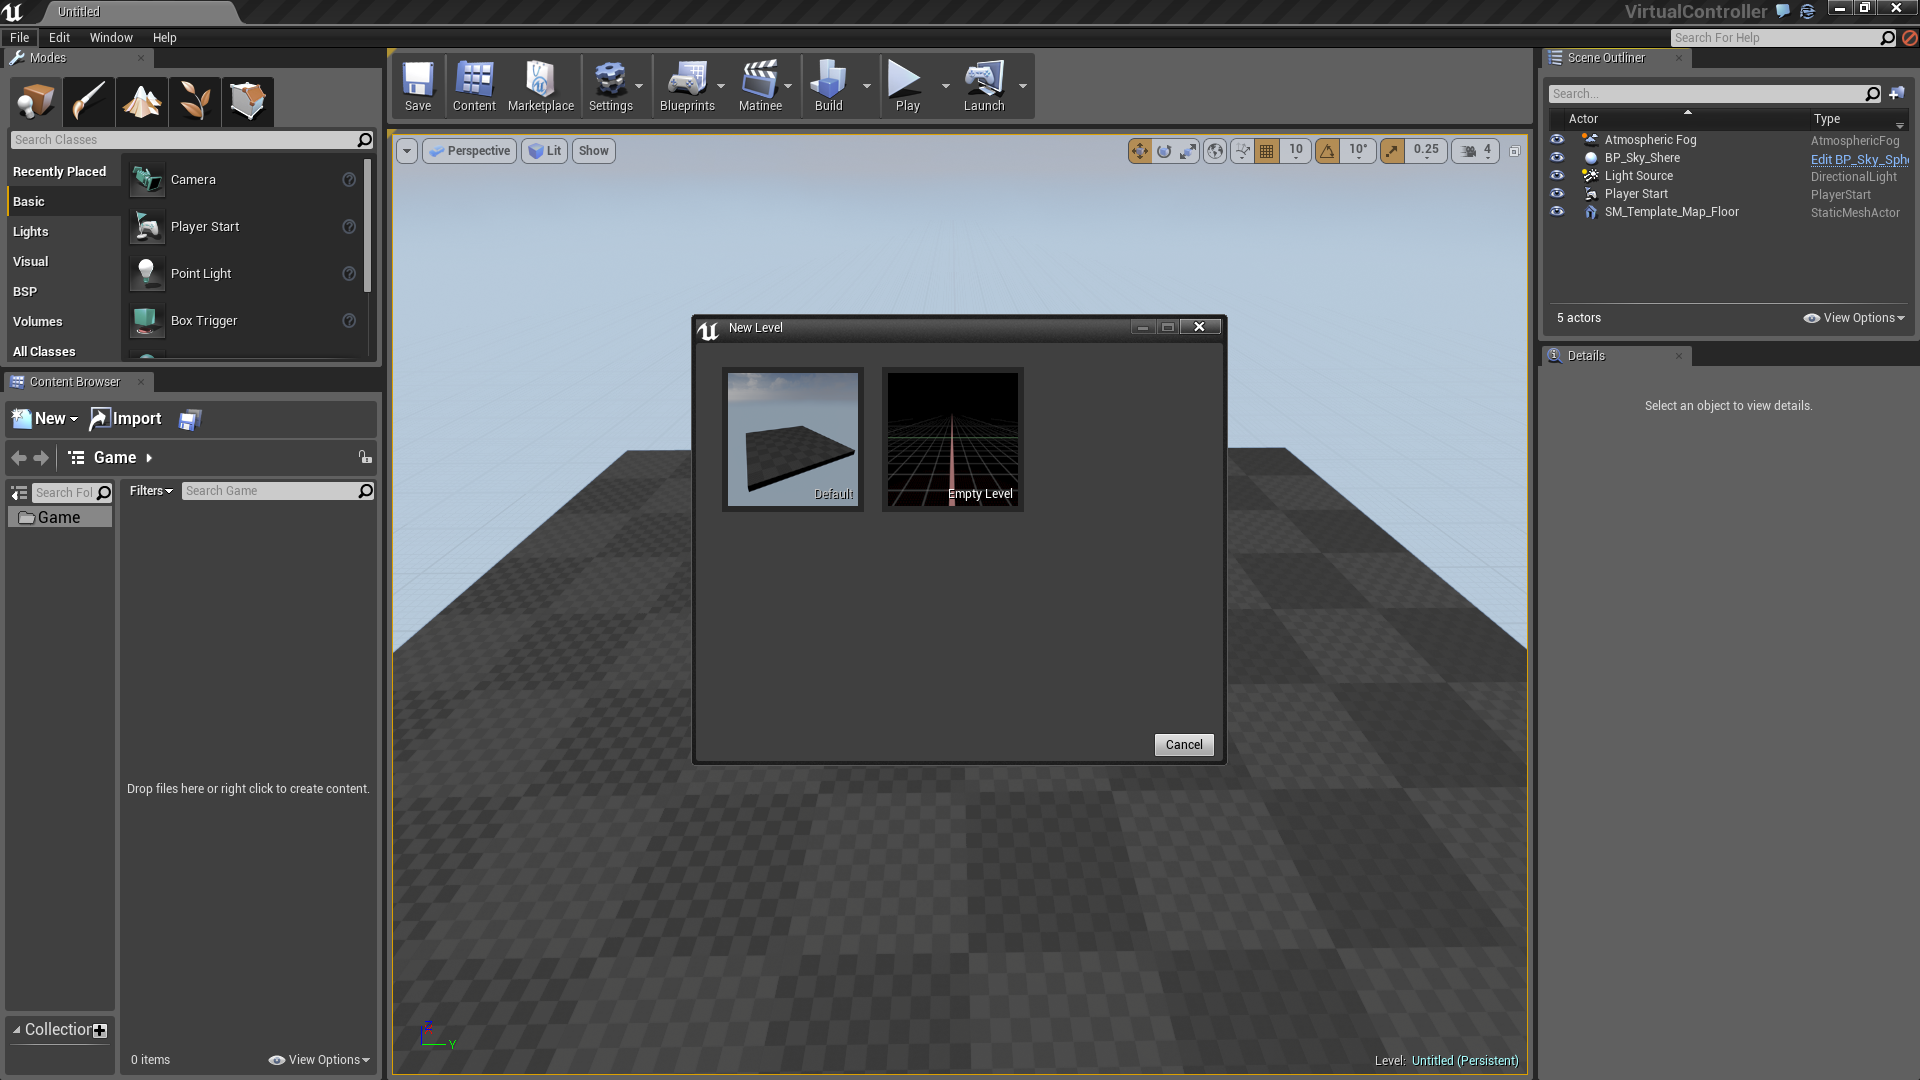 Untitled
VirtualController
File Edit Window Help
Search For Help
Modes
Search Classes
Recently Placed
Basic
Lights
Visual
BSP
Volumes
All Classes
Camera
Player Start
Point Light
Box Trigger
Save
Content
Marketplace
Settings
Blueprints
Matinee
Build
Play
Launch
Perspective
Lit
Show
10
10°
0.25
4
Scene Outliner
Search...
Actor Type
Atmospheric Fog AtmosphericFog
BP_Sky_Shere Edit BP_Sky_Sph
Light Source DirectionalLight
Player Start PlayerStart
SM_Template_Map_Floor StaticMeshActor
5 actors
View Options
Details
Select an object to view details.
New Level
Default
Empty Level
Cancel
Content Browser
New Import
Game
Search Fol
Game
Filters
Search Game
Drop files here or right click to create content.
Collection
0 items
View Options
Z
Y
Level: Untitled (Persistent)